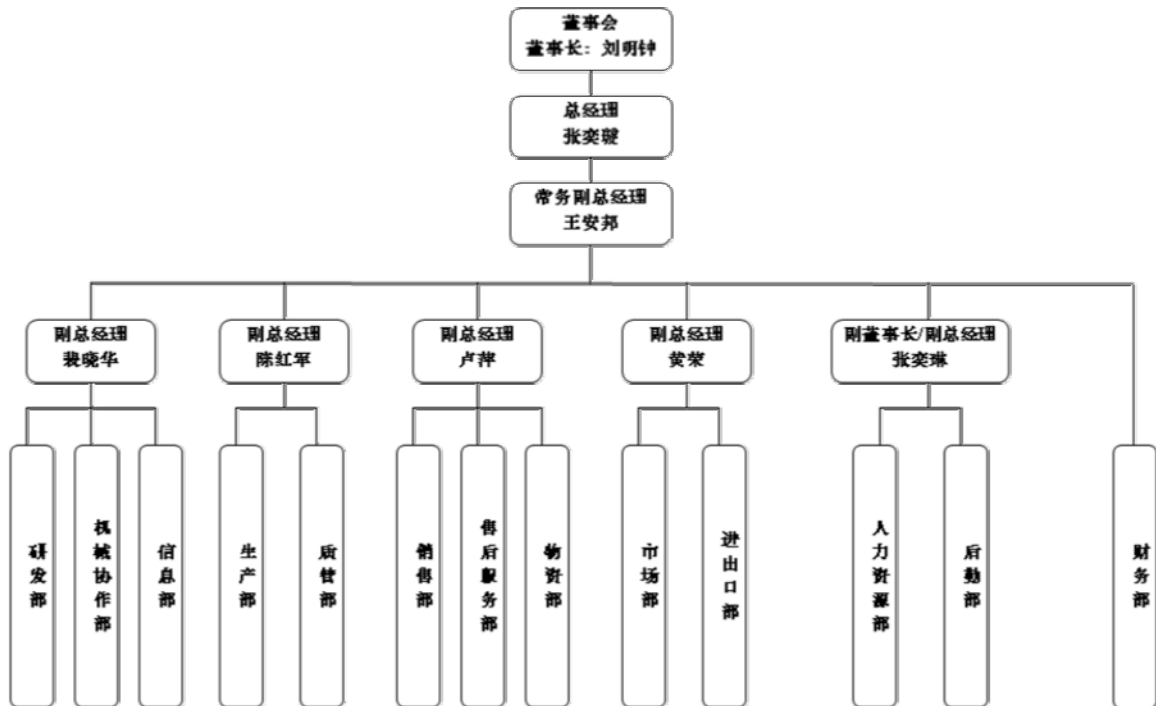 董事会
董事长：刘明钟
总经理
张奕骏
常务副总经理
王安邦
副总经理
裴晓华
副总经理
陈红军
副总经理
卢萍
副总经理
黄荣
副董事长/副总经理
张奕琳
研发部
机械协作部
信息部
生产部
质管部
销售部
售后服务部
物资部
市场部
进出口部
人力资源部
后勤部
财务部